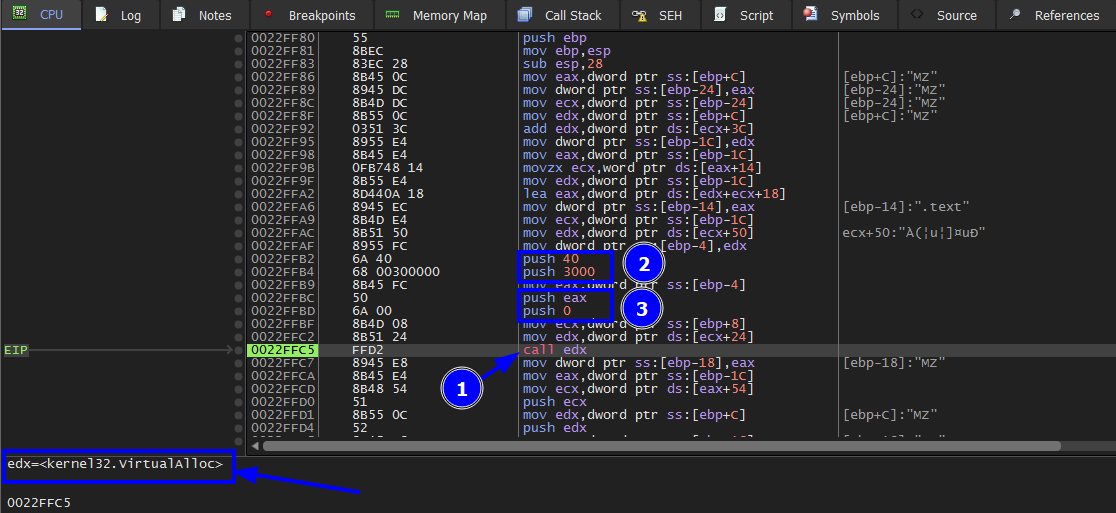 CPU Log Notes Breakpoints Memory Map Call Stack SEH Script Symbols Source References
0022FF80 55 push ebp
0022FF81 8BEC mov ebp,esp
0022FF83 83EC 28 sub esp,28
0022FF86 8B45 0C mov eax,dword ptr ss:[ebp+C] [ebp+C]:"MZ"
0022FF89 8945 DC mov dword ptr ss:[ebp-24],eax [ebp-24]:"MZ"
0022FF8C 8B4D DC mov ecx,dword ptr ss:[ebp-24] [ebp-24]:"MZ"
0022FF8F 8B55 0C mov edx,dword ptr ss:[ebp+C] [ebp+C]:"MZ"
0022FF92 0351 3C add edx,dword ptr ds:[ecx+3C]
0022FF95 8955 E4 mov dword ptr ss:[ebp-1C],edx
0022FF98 8B45 E4 mov eax,dword ptr ss:[ebp-1C]
0022FF9B 0FB748 14 movzx ecx,word ptr ds:[eax+14]
0022FF9F 8B55 E4 mov edx,dword ptr ss:[ebp-1C]
0022FFA2 8D440A 18 lea eax,dword ptr ds:[edx+ecx+18]
0022FFA6 8945 EC mov dword ptr ss:[ebp-14],eax [ebp-14]:".text"
0022FFA9 8B4D E4 mov ecx,dword ptr ss:[ebp-1C]
0022FFAC 8B51 50 mov edx,dword ptr ds:[ecx+50] ecx+50:"À(¦u¦]¤uÐ"
0022FFAF 8955 FC mov dword ptr ss:[ebp-4],edx
0022FFB2 6A 40 push 40 2
0022FFB4 68 00300000 push 3000
0022FFB9 8B45 FC mov eax,dword ptr ss:[ebp-4]
0022FFBC 50 push eax 3
0022FFBD 6A 00 push 0
0022FFBF 8B4D 08 mov ecx,dword ptr ss:[ebp+8]
0022FFC2 8B51 24 mov edx,dword ptr ds:[ecx+24]
EIP 0022FFC5 FFD2 call edx
0022FFC7 8945 E8 mov dword ptr ss:[ebp-18],eax [ebp-18]:"MZ"
0022FFCA 8B45 E4 mov eax,dword ptr ss:[ebp-1C]
1
0022FFCD 8B48 54 mov ecx,dword ptr ds:[eax+54]
0022FFD0 51 push ecx
0022FFD1 8B55 0C mov edx,dword ptr ss:[ebp+C] [ebp+C]:"MZ"
0022FFD4 52 push edx
edx=<kernel32.VirtualAlloc>
0022FFC5